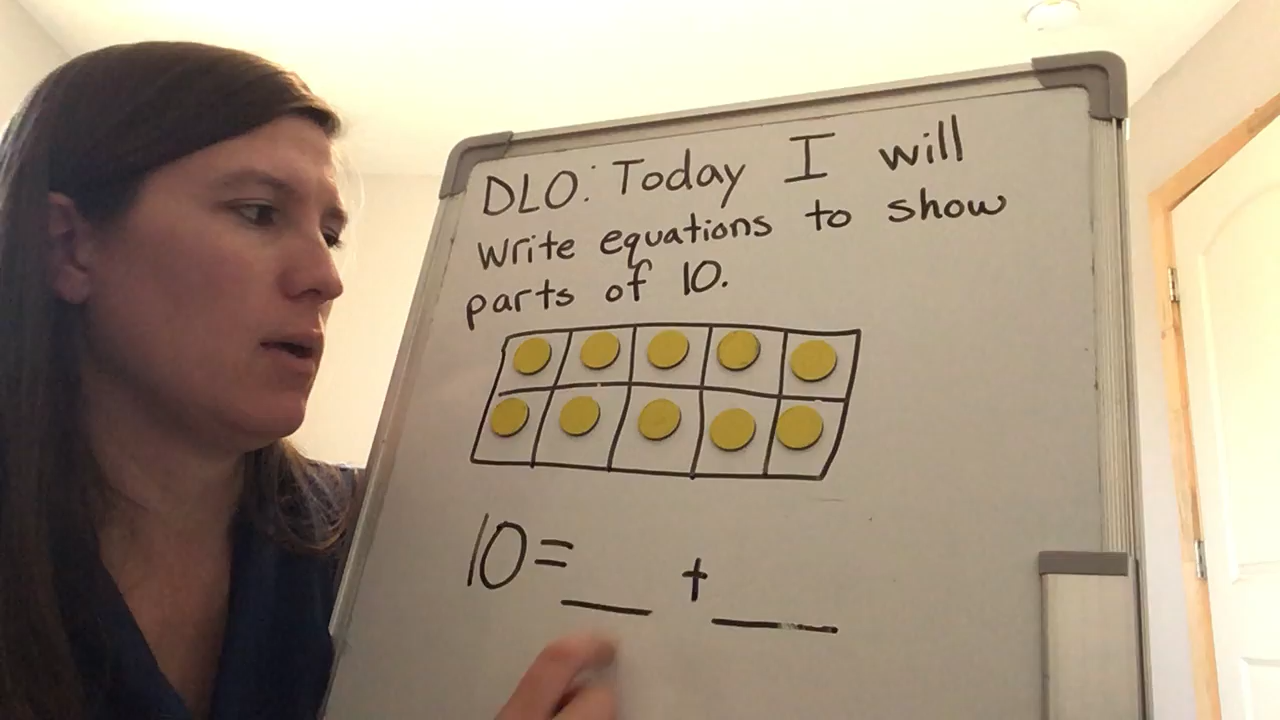 DLO: Today I will
write equations to show
parts of 10.
10 = __ + __